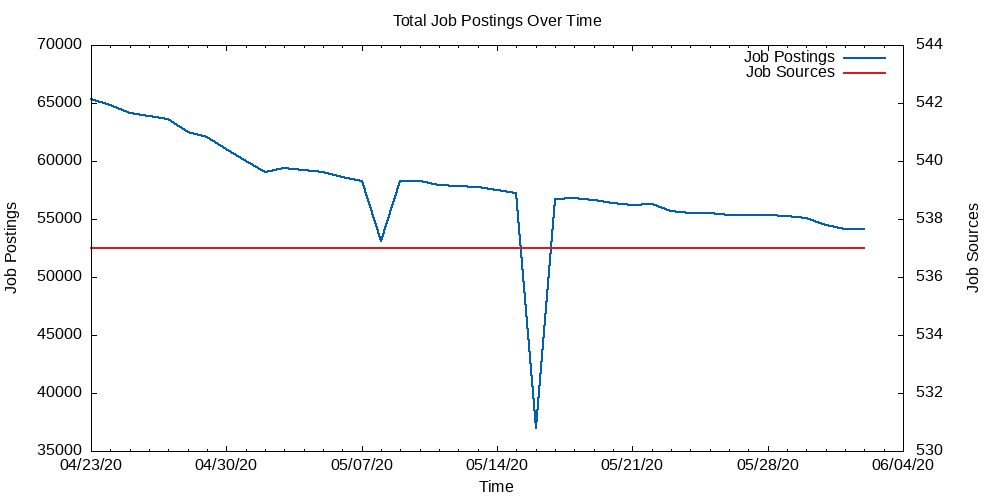 Total Job Postings Over Time
70000
65000
60000
55000
50000
45000
40000
35000
544
542
540
538
536
534
532
530
Job Postings
Job Sources
Job Postings
Job Sources
04/23/20 04/30/20 05/07/20 05/14/20 05/21/20 05/28/20 06/04/20
Time